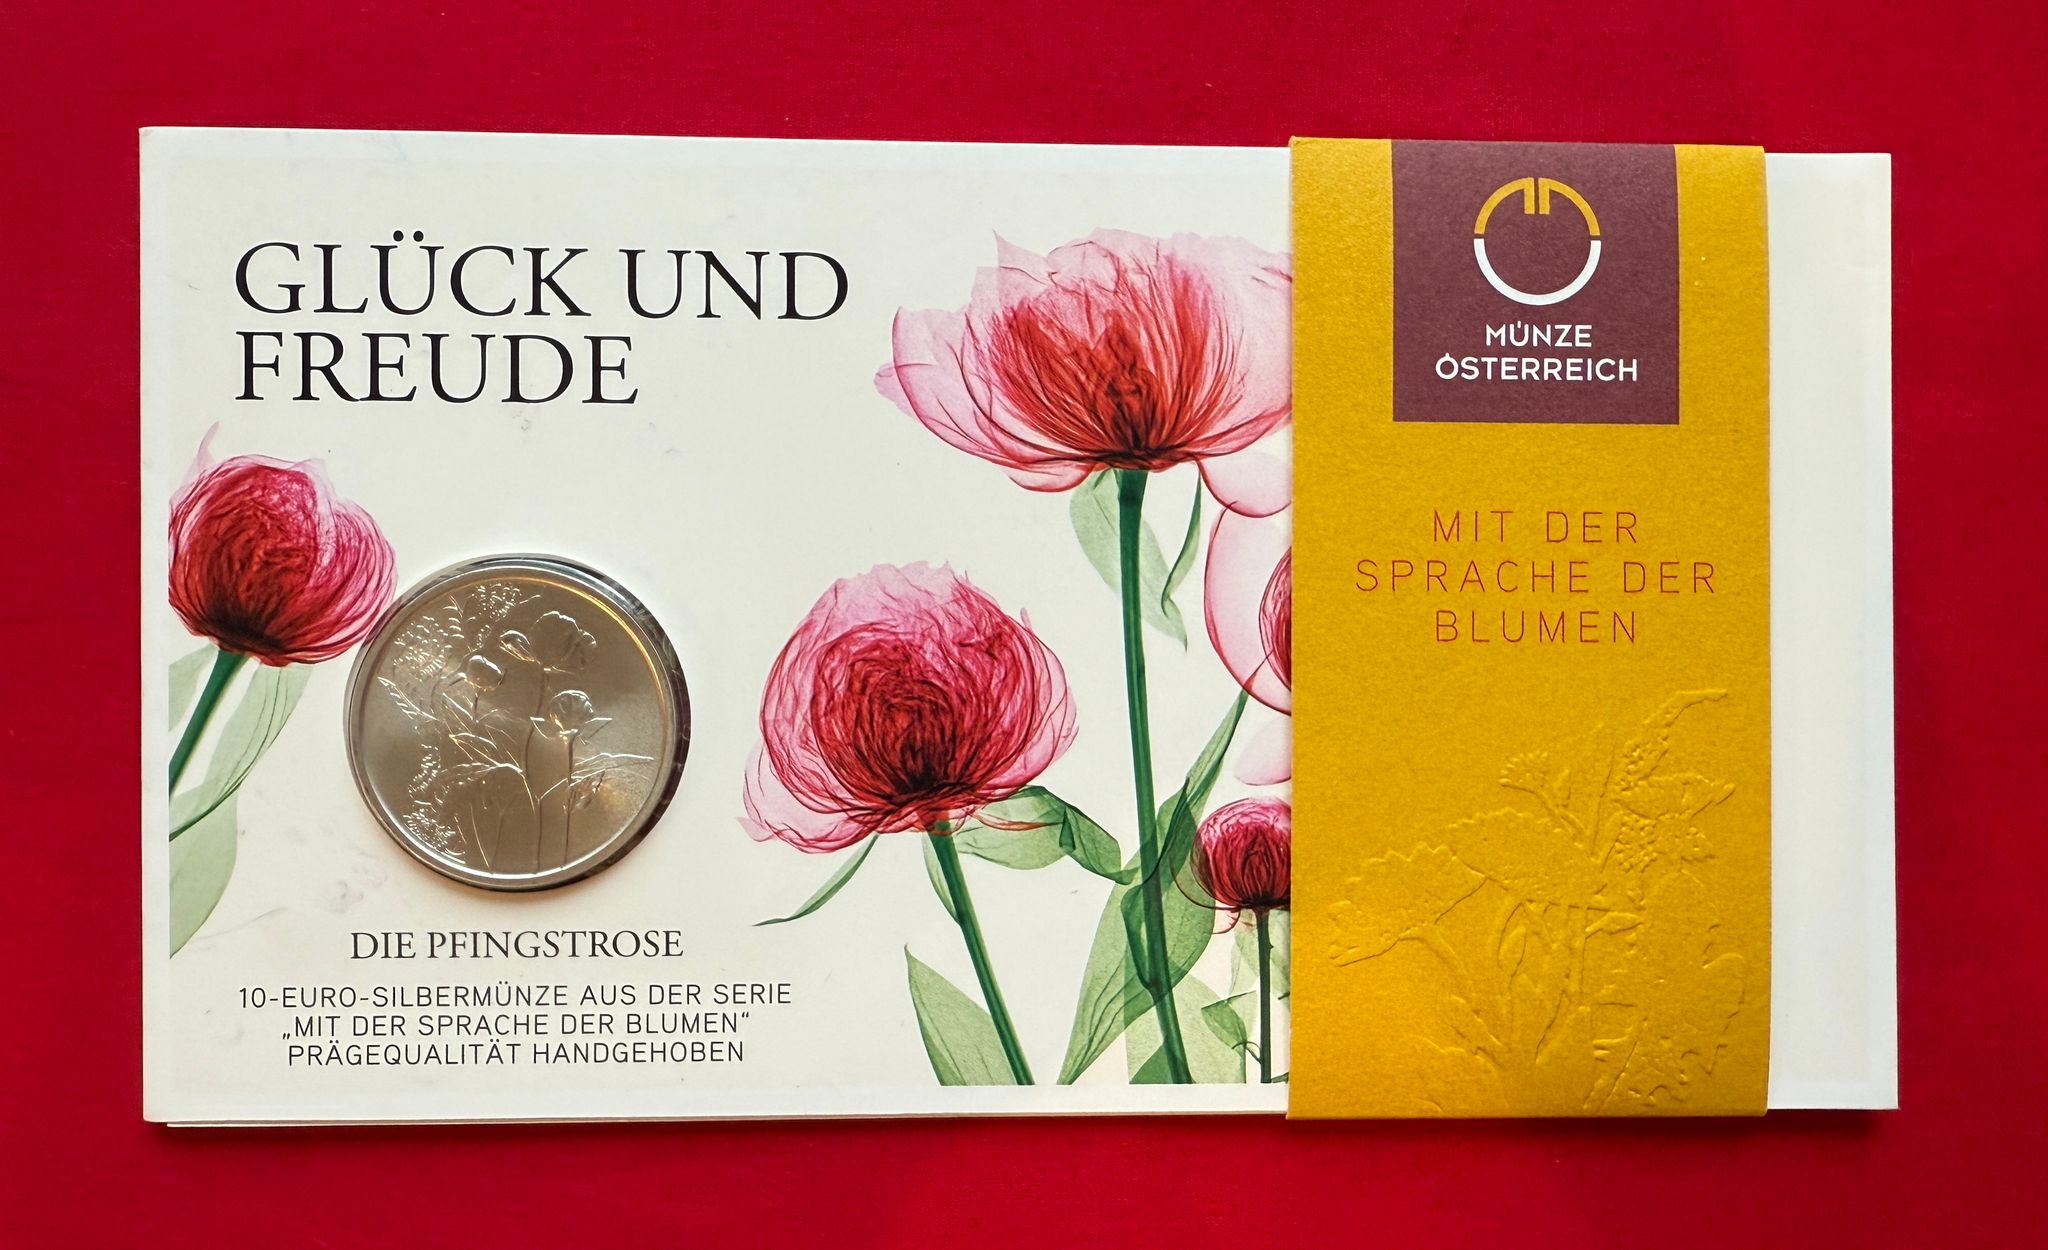 GLÜCK UND
FREUDE
DIE PFINGSTROSE
10-EURO-SILBERMÜNZE AUS DER SERIE
„MIT DER SPRACHE DER BLUMEN“
PRÄGEQUALITÄT HANDGEHOBEN
MÜNZE
ÖSTERREICH
MIT DER
SPRACHE DER
BLUMEN